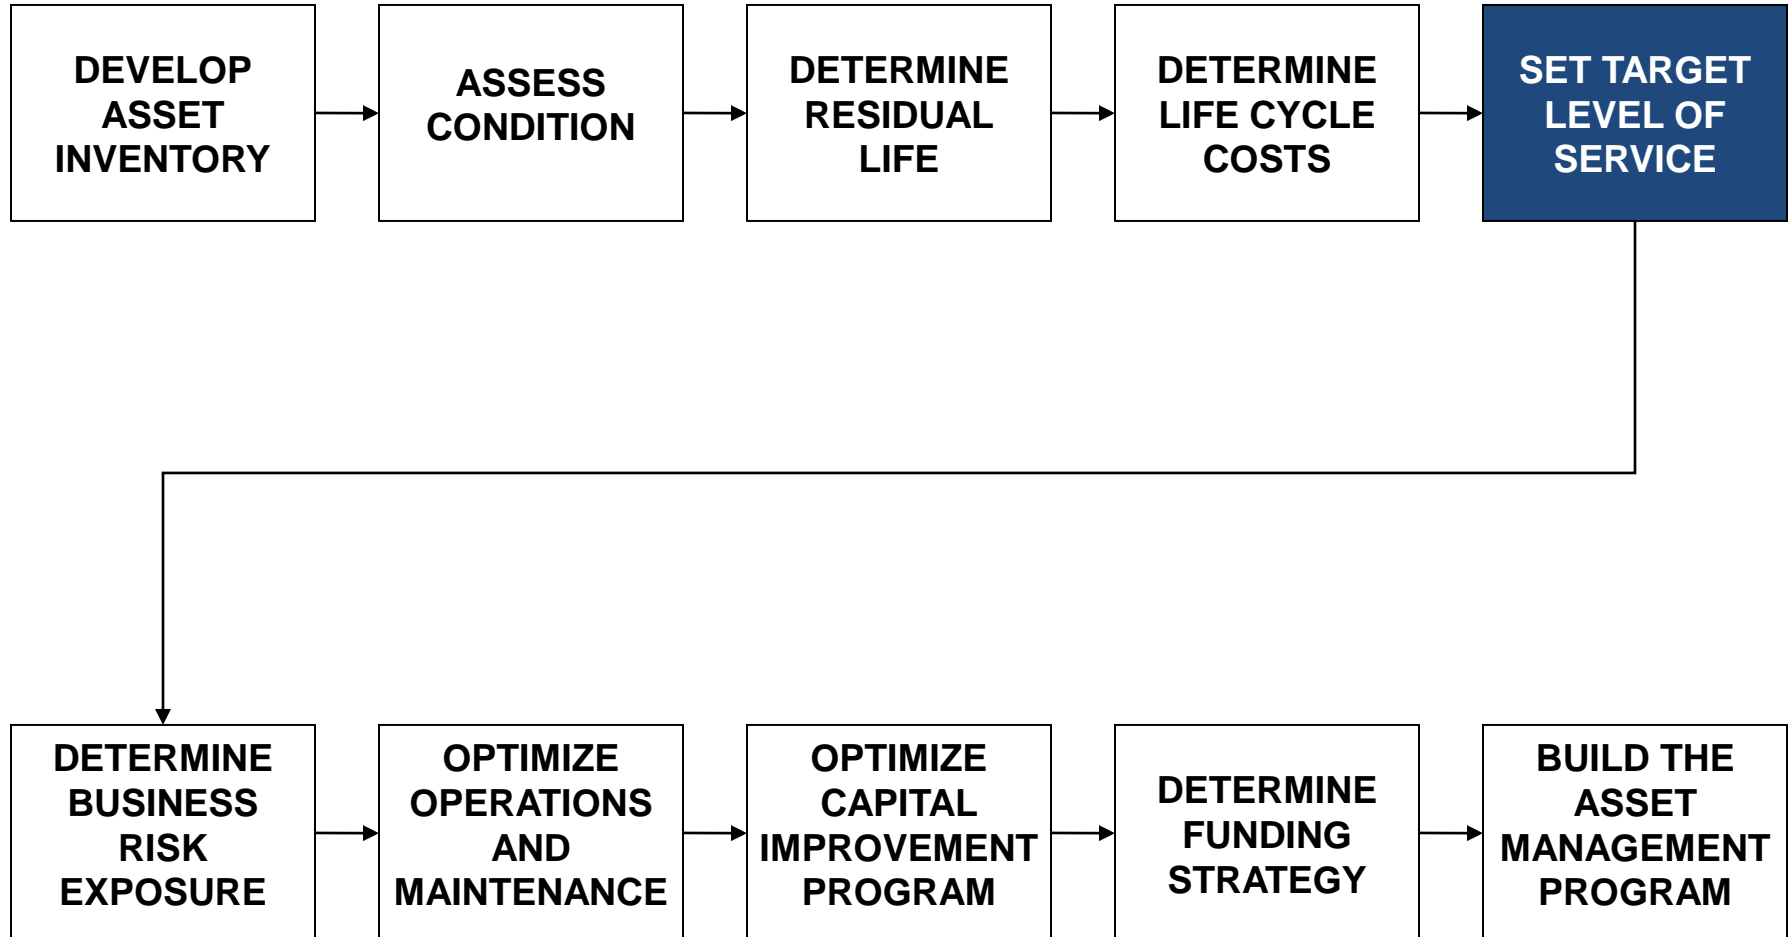 DEVELOP
ASSET
INVENTORY
ASSESS
CONDITION
DETERMINE
RESIDUAL
LIFE
DETERMINE
LIFE CYCLE
COSTS
SET TARGET
LEVEL OF
SERVICE
DETERMINE
BUSINESS
RISK
EXPOSURE
OPTIMIZE
OPERATIONS
AND
MAINTENANCE
OPTIMIZE
CAPITAL
IMPROVEMENT
PROGRAM
DETERMINE
FUNDING
STRATEGY
BUILD THE
ASSET
MANAGEMENT
PROGRAM